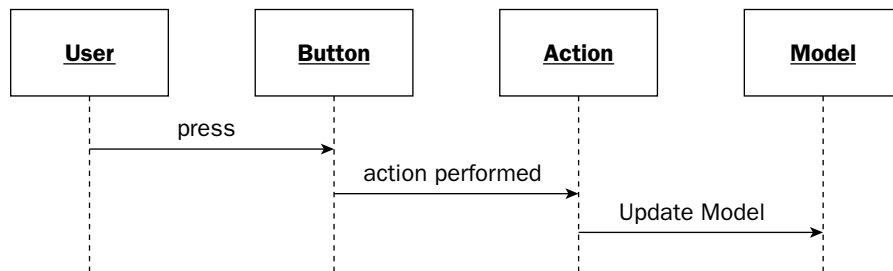 User
Button
Action
Model
press
action performed
Update Model